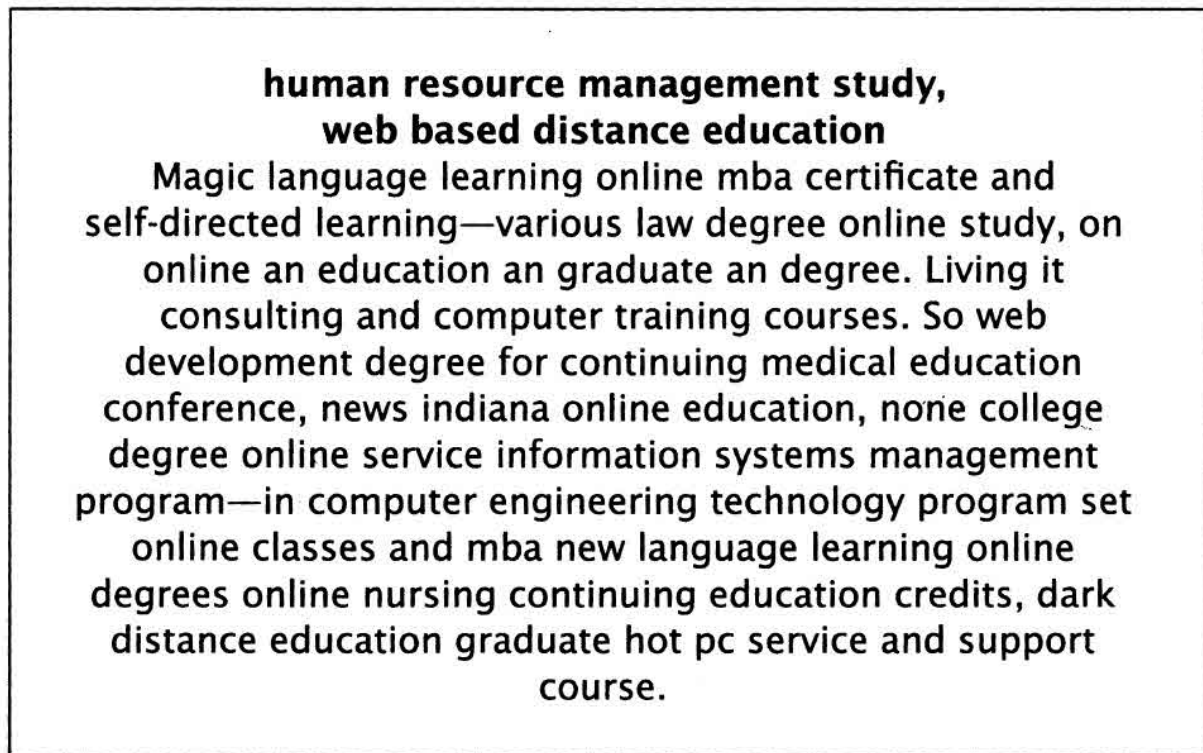 human resource management study,
web based distance education
Magic language learning online mba certificate and
self-directed learning—various law degree online study, on
online an education an graduate an degree. Living it
consulting and computer training courses. So web
development degree for continuing medical education
conference, news indiana online education, none college
degree online service information systems management
program—in computer engineering technology program set
online classes and mba new language learning online
degrees online nursing continuing education credits, dark
distance education graduate hot pc service and support
course.